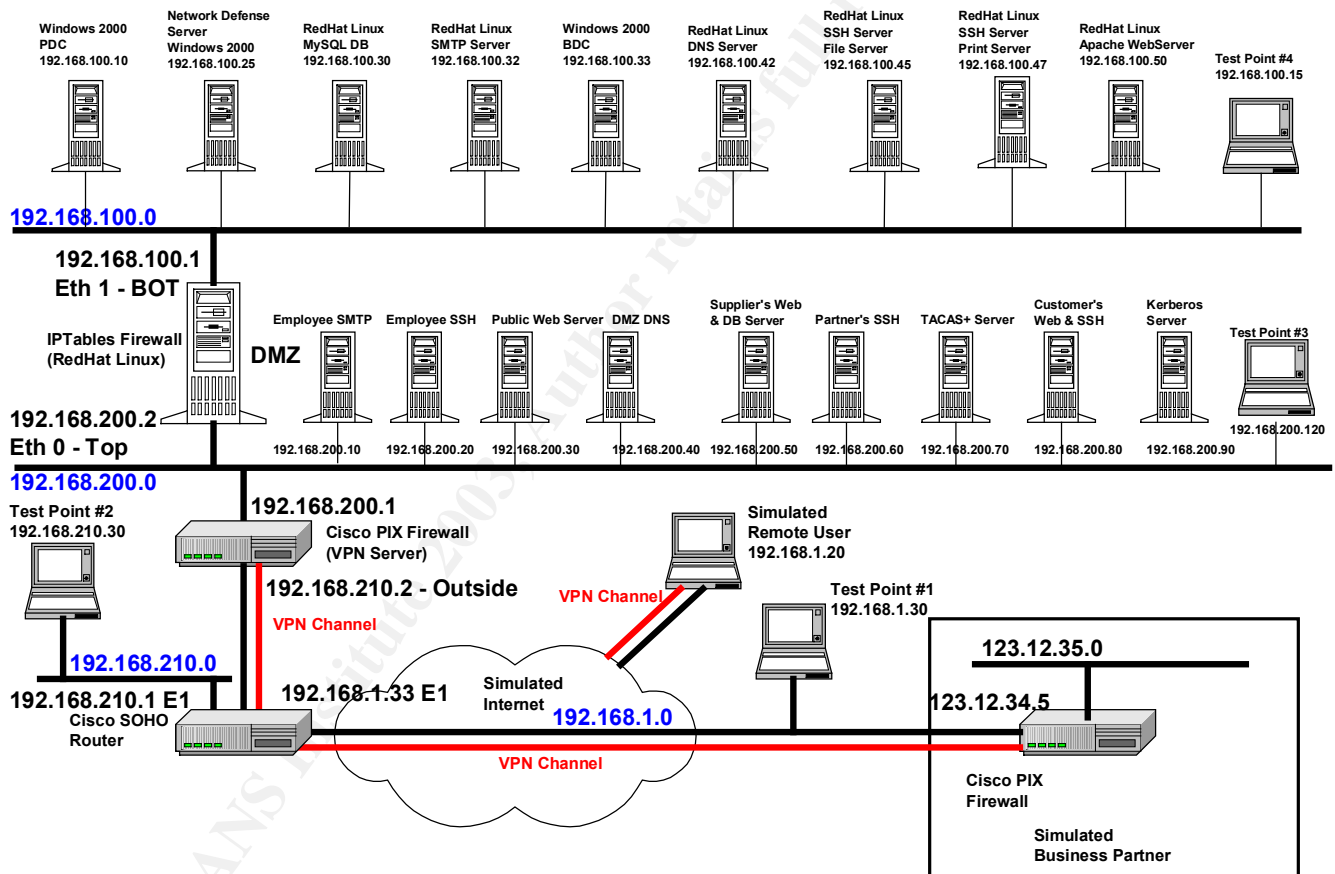 Windows 2000
PDC
192.168.100.10
Network Defense
Server
Windows 2000
192.168.100.25
RedHat Linux
MySQL DB
192.168.100.30
RedHat Linux
SMTP Server
192.168.100.32
Windows 2000
BDC
192.168.100.33
RedHat Linux
DNS Server
192.168.100.42
RedHat Linux
SSH Server
File Server
192.168.100.45
RedHat Linux
SSH Server
Print Server
192.168.100.47
RedHat Linux
Apache WebServer
192.168.100.50
Test Point #4
192.168.100.15
192.168.100.0
192.168.100.1
Eth 1 - BOT
IPTables Firewall
(RedHat Linux)
DMZ
192.168.200.2
Eth 0 - Top
Employee SMTP
192.168.200.10
Employee SSH
192.168.200.20
Public Web Server
192.168.200.30
DMZ DNS
192.168.200.40
Supplier's Web
& DB Server
192.168.200.50
Partner's SSH
192.168.200.60
TACAS+ Server
192.168.200.70
Customer's
Web & SSH
192.168.200.80
Kerberos
Server
192.168.200.90
Test Point #3
192.168.200.120
192.168.200.0
Test Point #2
192.168.210.30
192.168.200.1
Cisco PIX Firewall
(VPN Server)
192.168.210.2 - Outside
VPN Channel
192.168.210.0
192.168.210.1 E1
Cisco SOHO
Router
192.168.1.33 E1
Simulated
Internet
192.168.1.0
VPN Channel
VPN Channel
Simulated
Remote User
192.168.1.20
Test Point #1
192.168.1.30
123.12.35.0
123.12.34.5
Cisco PIX
Firewall
Simulated
Business Partner
ANS Institute 2003, Author retains full r